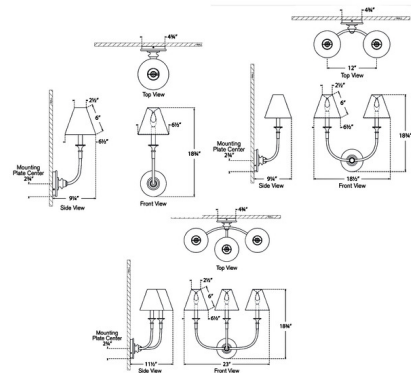 4¾"
Top View
2½"
6"
6½"
Mounting
Plate Center
2¾"
9¼"
Side View
6½"
18¾"
Front View
4¾"
12"
Top View
2½"
6"
6½"
Mounting
Plate Center
2¾"
9¼"
Side View
18¾"
18½"
Front View
4¾"
Top View
2½"
6"
6½"
Mounting
Plate Center
2¾"
11½"
Side View
18¾"
23"
Front View